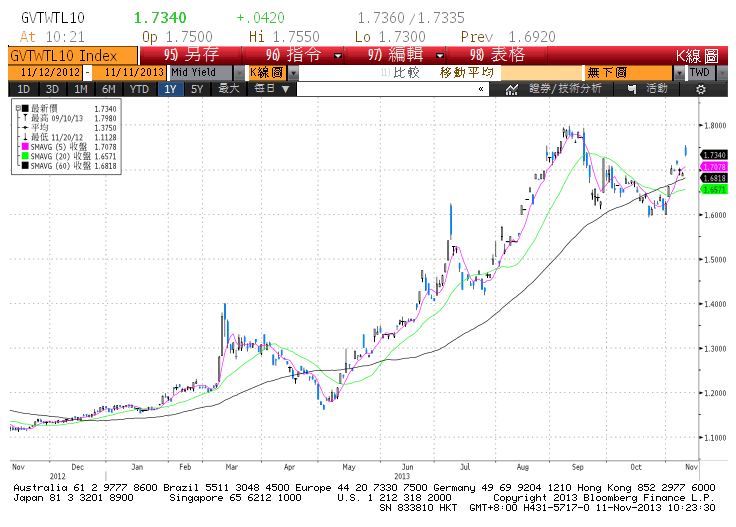 GVTWTL10 1.7340 +.0420 1.7360 /1.7335
At 10:21 Op 1.7500 Hi 1.7550 Lo 1.7300 Prev 1.6920
GVTWTL10 Index 95) 另存 96) 指令 97) 編輯 98) 表格 K線圖
11/12/2012 - 11/11/2013 Mid Yield K線圖 比較 移動平均 無下圖 TWD
1D 3D 1M 6M YTD 1Y 5Y 最大 每日 ▼ « 證券/技術分析 活動
最新價 1.7340
最高 09/10/13 1.7980
平均 1.3750
最低 11/20/12 1.1128
SMAVG (5) 收盤 1.7078
SMAVG (20) 收盤 1.6571
SMAVG (60) 收盤 1.6818
1.8000
1.7340
1.7078
1.6818
1.6571
1.6000
1.5000
1.4000
1.3000
1.2000
1.1000
Nov Dec Jan Feb Mar Apr May Jun Jul Aug Sep Oct Nov
2012 2013
Australia 61 2 9777 8600 Brazil 5511 3048 4500 Europe 44 20 7330 7500 Germany 49 69 9204 1210 Hong Kong 852 2977 6000
Japan 81 3 3201 8900 Singapore 65 6212 1000 U.S. 1 212 318 2000 Copyright 2013 Bloomberg Finance L.P.
SN 833810 HKT GMT+8:00 H431-5717-0 11-Nov-2013 10:23:30